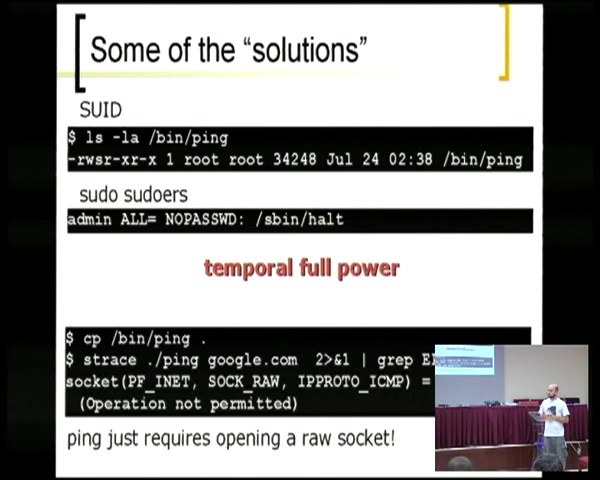 Some of the “solutions”
SUID
$ ls -la /bin/ping
-rwsr-xr-x 1 root root 34248 Jul 24 02:38 /bin/ping
sudo sudoers
admin ALL= NOPASSWD: /sbin/halt
temporal full power
$ cp /bin/ping .
$ strace ./ping google.com 2>&1 | grep
socket(PF_INET, SOCK_RAW, IPPROTO_ICMP) =
(Operation not permitted)
ping just requires opening a raw socket!